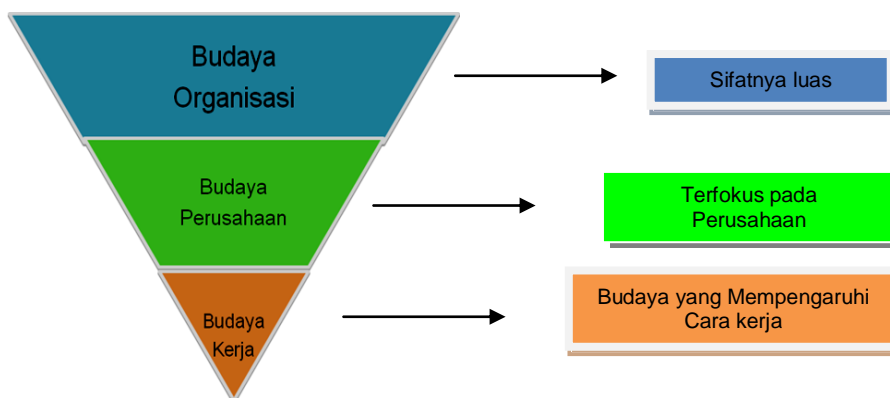 Budaya
Organisasi
Sifatnya luas
Budaya
Perusahaan
Terfokus pada
Perusahaan
Budaya
Kerja
Budaya yang Mempengaruhi
Cara kerja